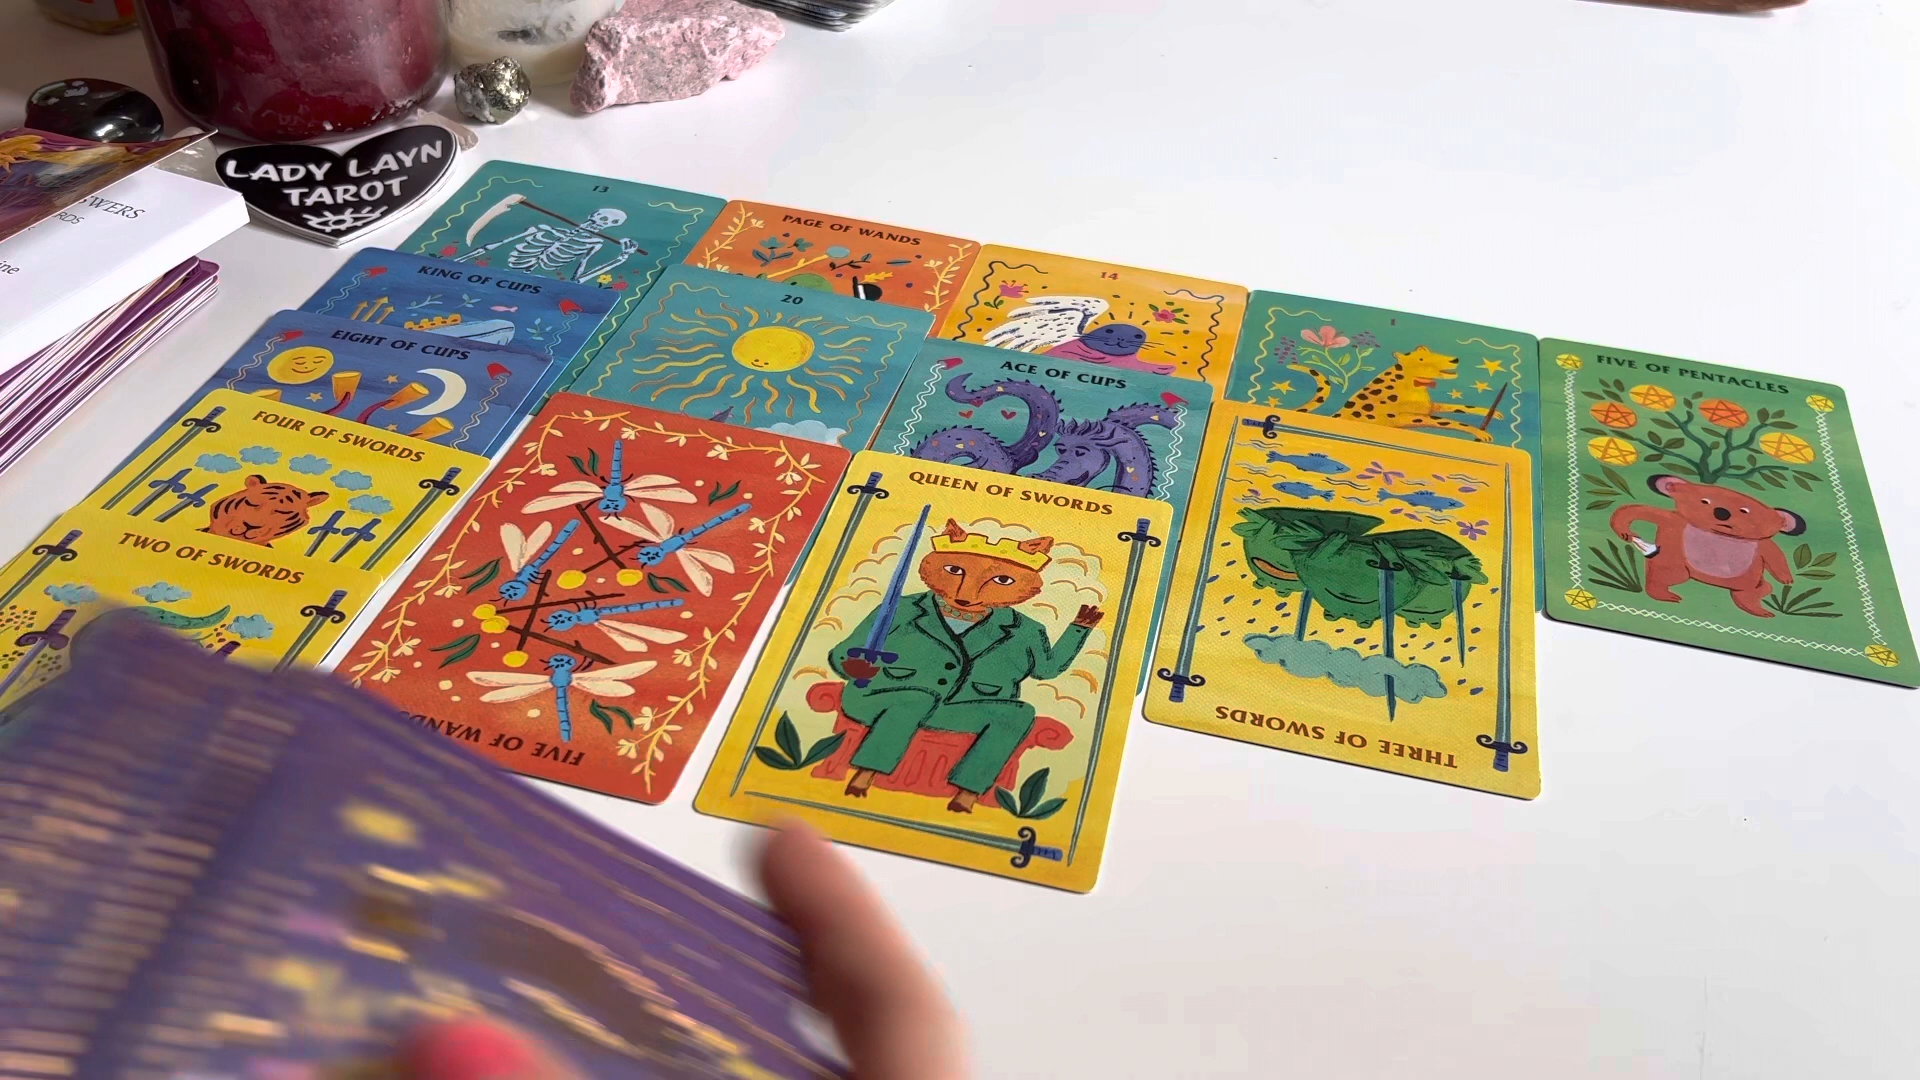 LADY LAYN
TAROT
13
PAGE OF WANDS
14
1
FIVE OF PENTACLES
KING OF CUPS
20
ACE OF CUPS
EIGHT OF CUPS
FOUR OF SWORDS
QUEEN OF SWORDS
TWO OF SWORDS
FIVE OF WANDS
THREE OF SWORDS